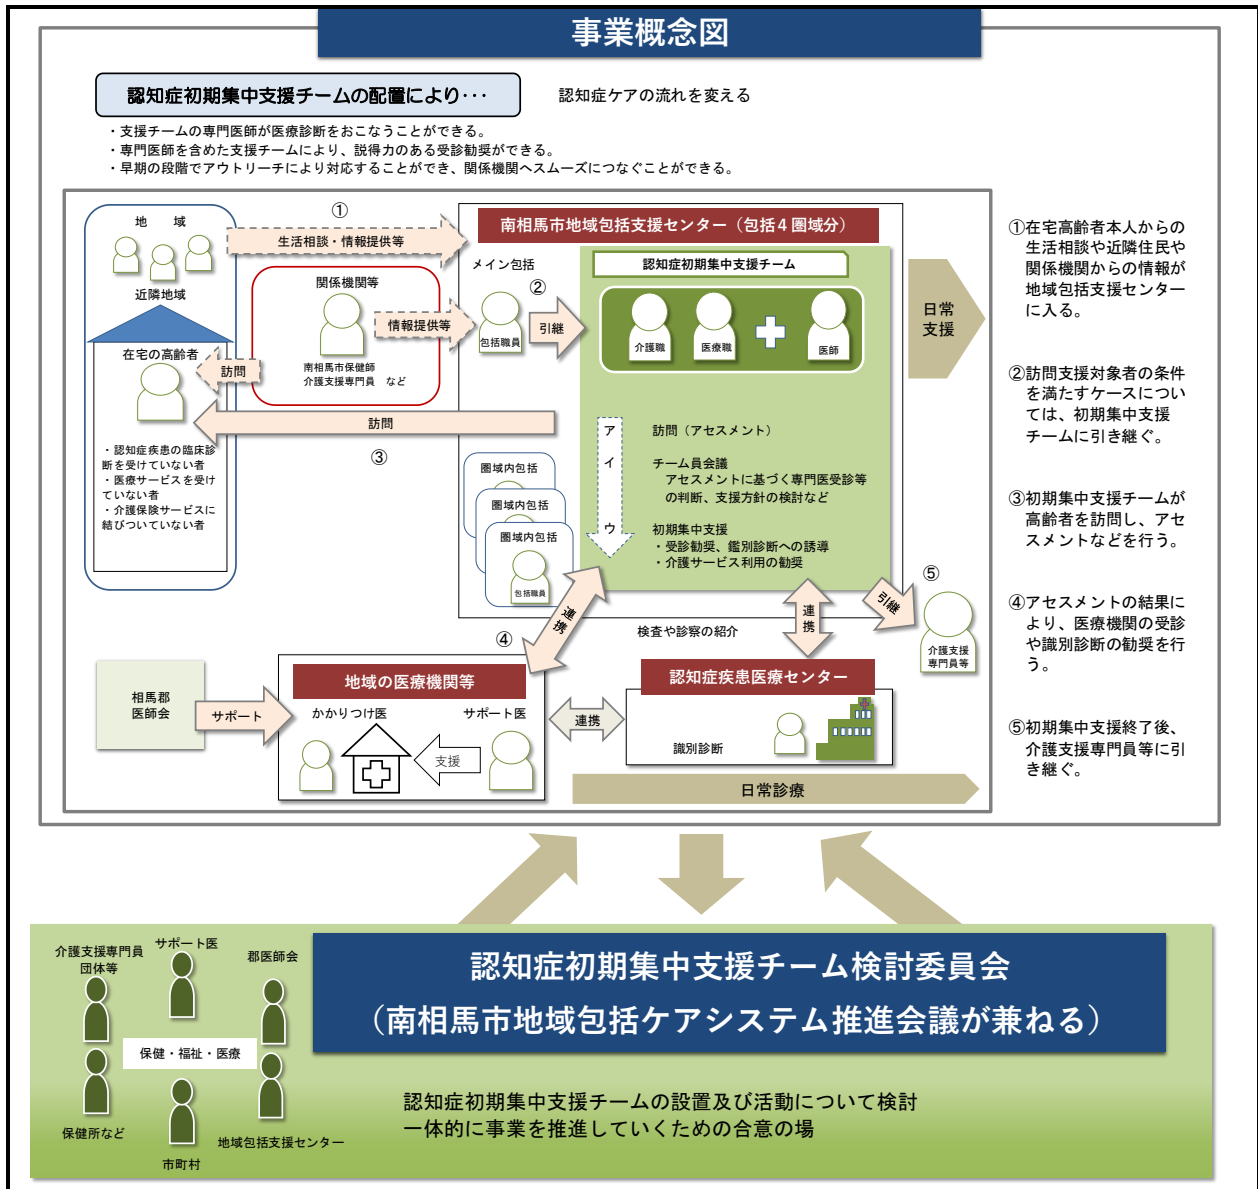 事業概念図
認知症初期集中支援チームの配置により･･･
認知症ケアの流れを変える
・支援チームの専門医師が医療診断をおこなうことができる。
・専門医師を含めた支援チームにより、説得力のある受診勧奨ができる。
・早期の段階でアウトリーチにより対応することができ、関係機関へスムーズにつなぐことができる。
地　域
近隣地域
在宅の高齢者
・認知症疾患の臨床診
断を受けていない者
・医療サービスを受け
ていない者
・介護保険サービスに
結びついていない者
①
生活相談・情報提供等
関係機関等
南相馬市保健師
介護支援専門員　など
情報提供等
訪問
訪問
③
南相馬市地域包括支援センター（包括４圏域分）
メイン包括
包括職員
②
引継
認知症初期集中支援チーム
介護職
医療職
医師
ア
訪問（アセスメント）
イ
チーム員会議
アセスメントに基づく専門医受診等
の判断、支援方針の検討など
ウ
初期集中支援
・受診勧奨、鑑別診断への誘導
・介護サービス利用の勧奨
圏域内包括
圏域内包括
圏域内包括
包括職員
日常
支援
連携
④
検査や診察の紹介
連携
引継
⑤
介護支援
専門員等
相馬郡
医師会
サポート
地域の医療機関等
かかりつけ医
サポート医
支援
連携
認知症疾患医療センター
識別診断
日常診療
①在宅高齢者本人からの
生活相談や近隣住民や
関係機関からの情報が
地域包括支援センター
に入る。
②訪問支援対象者の条件
を満たすケースについ
ては、初期集中支援
チームに引き継ぐ。
③初期集中支援チームが
高齢者を訪問し、アセ
スメントなどを行う。
④アセスメントの結果に
より、医療機関の受診
や識別診断の勧奨を行
う。
⑤初期集中支援終了後、
介護支援専門員等に引
き継ぐ。
介護支援専門員
団体等
サポート医
郡医師会
保健・福祉・医療
保健所など
市町村
地域包括支援センター
認知症初期集中支援チーム検討委員会
（南相馬市地域包括ケアシステム推進会議が兼ねる）
認知症初期集中支援チームの設置及び活動について検討
一体的に事業を推進していくための合意の場